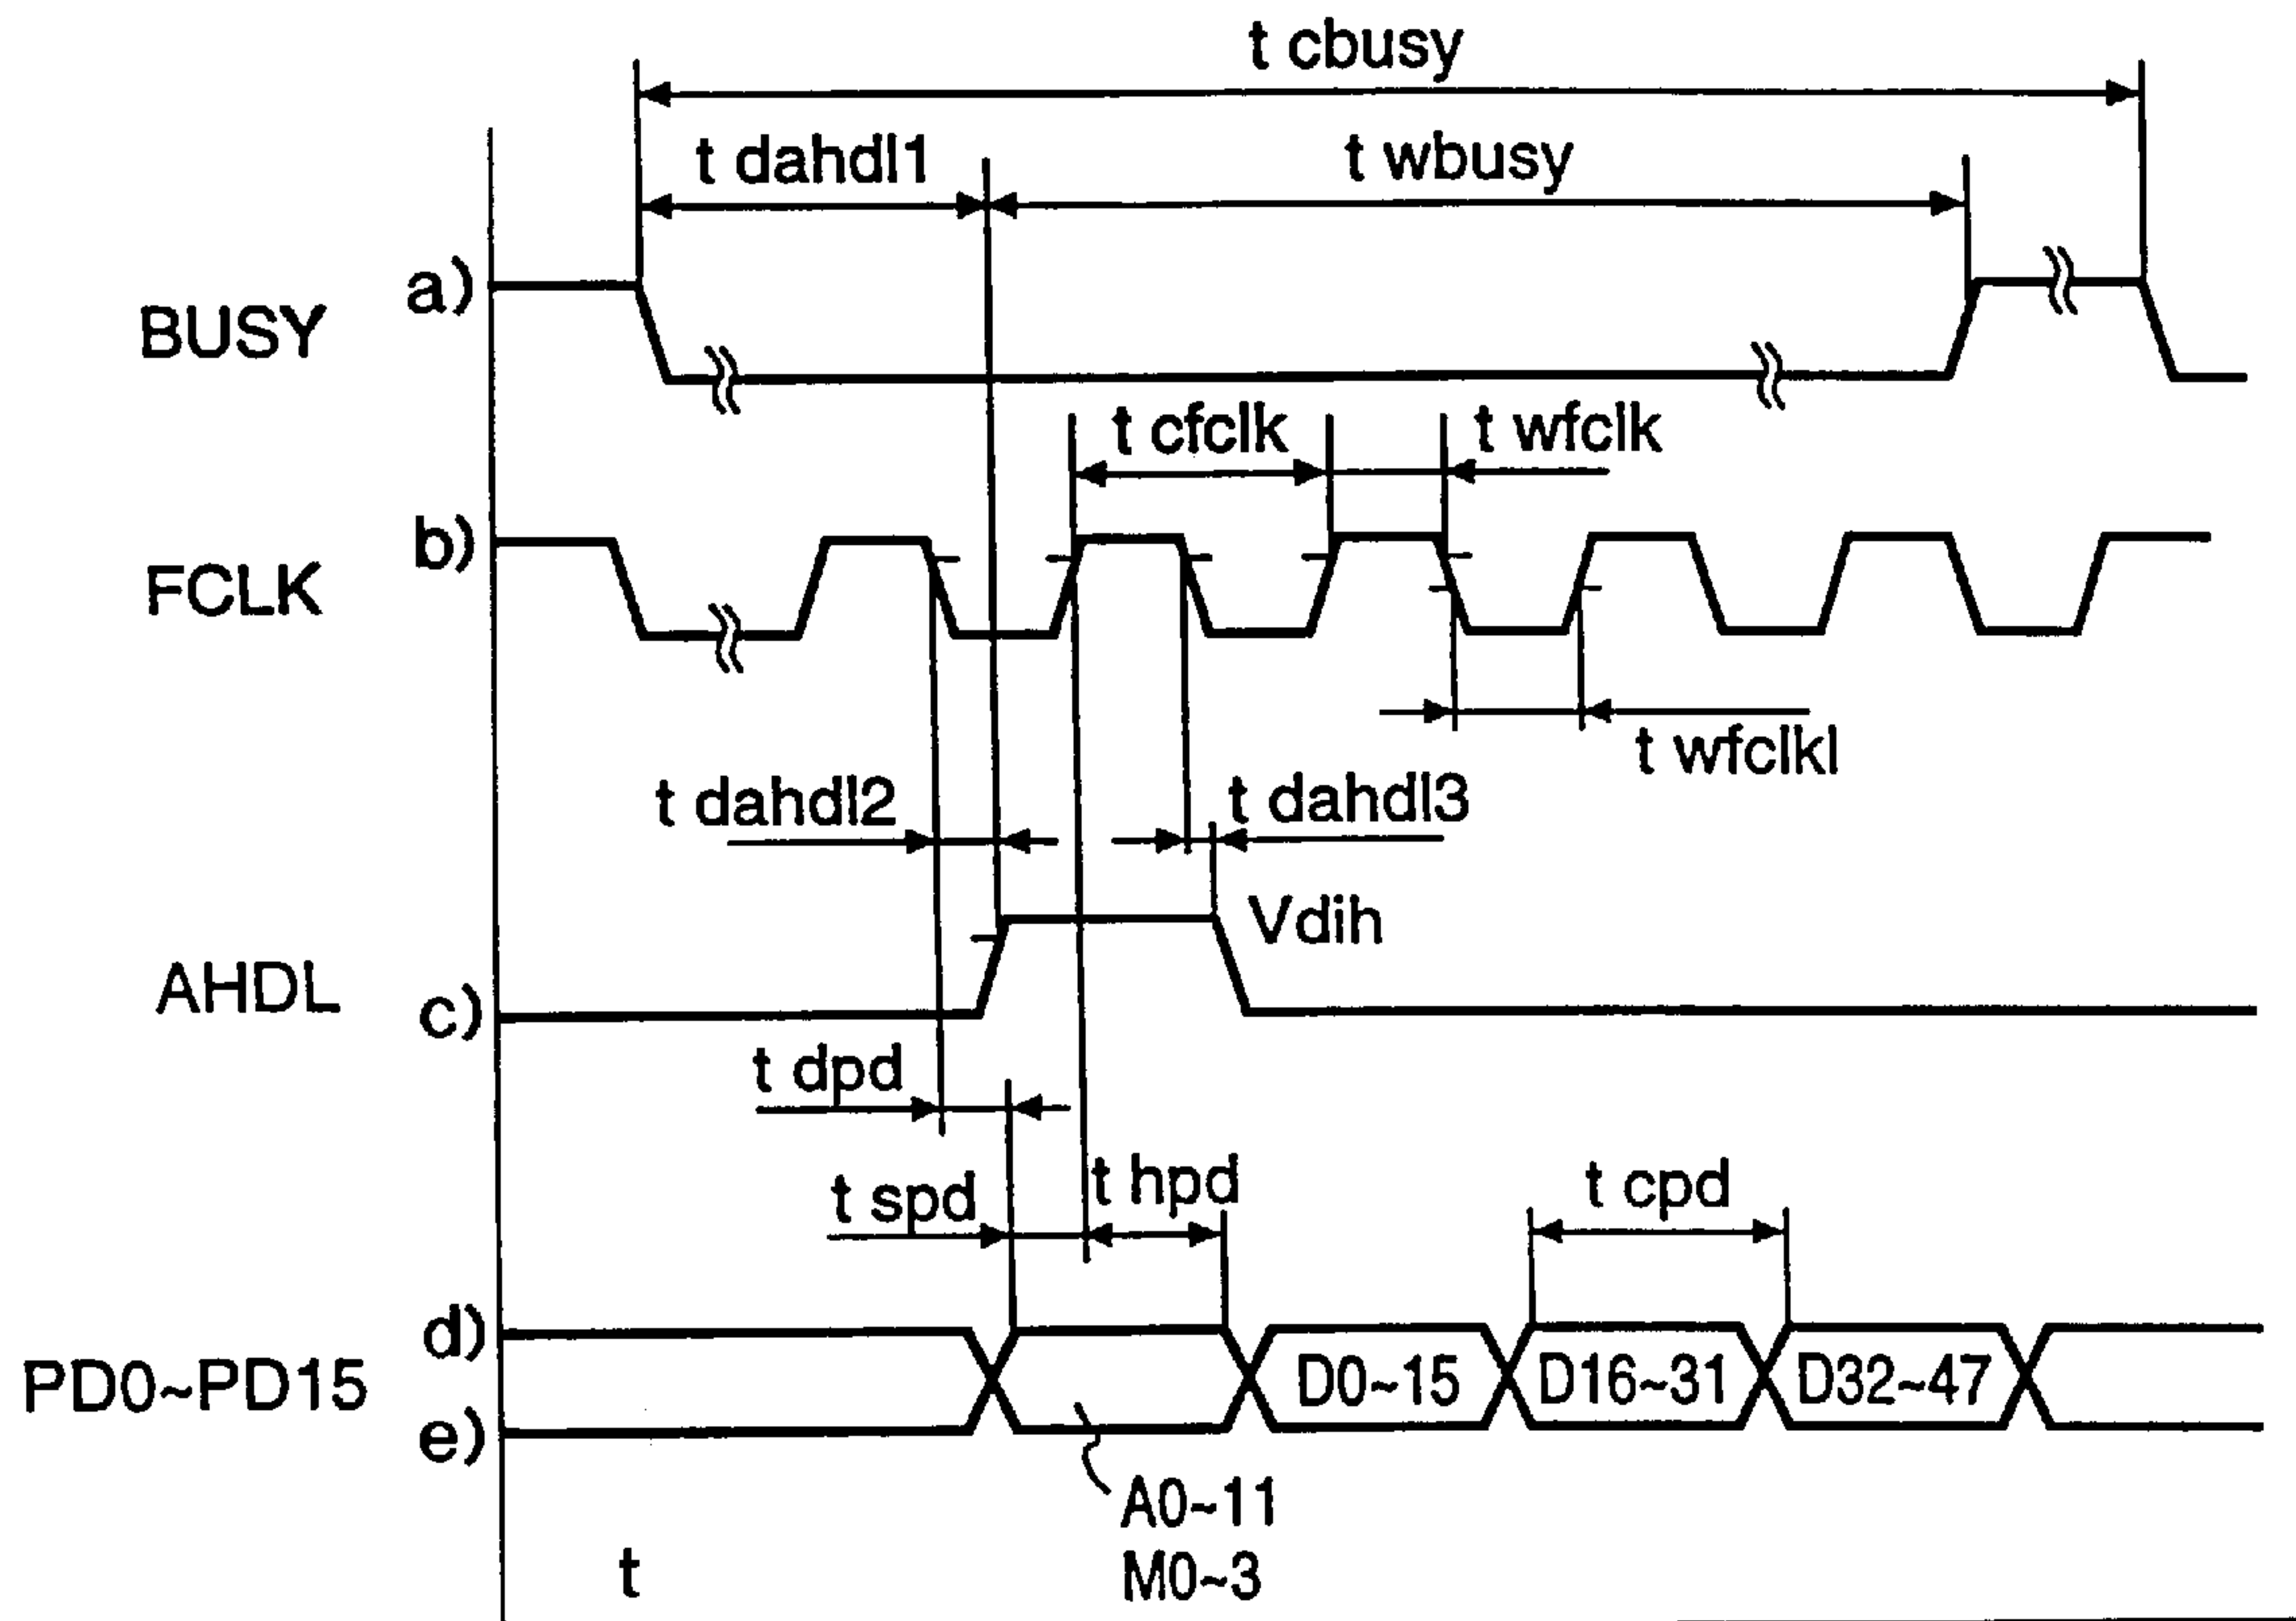 t cbusy
t dahdl1
t wbusy
a)
BUSY
t cfclk
t wfclk
b)
FCLK
t wfclkl
t dahdl2
t dahdl3
Vdih
AHDL
c)
t dpd
t spd
t hpd
t cpd
d)
PD0~PD15
D0~15
D16~31
D32~47
e)
A0~11
M0~3
t